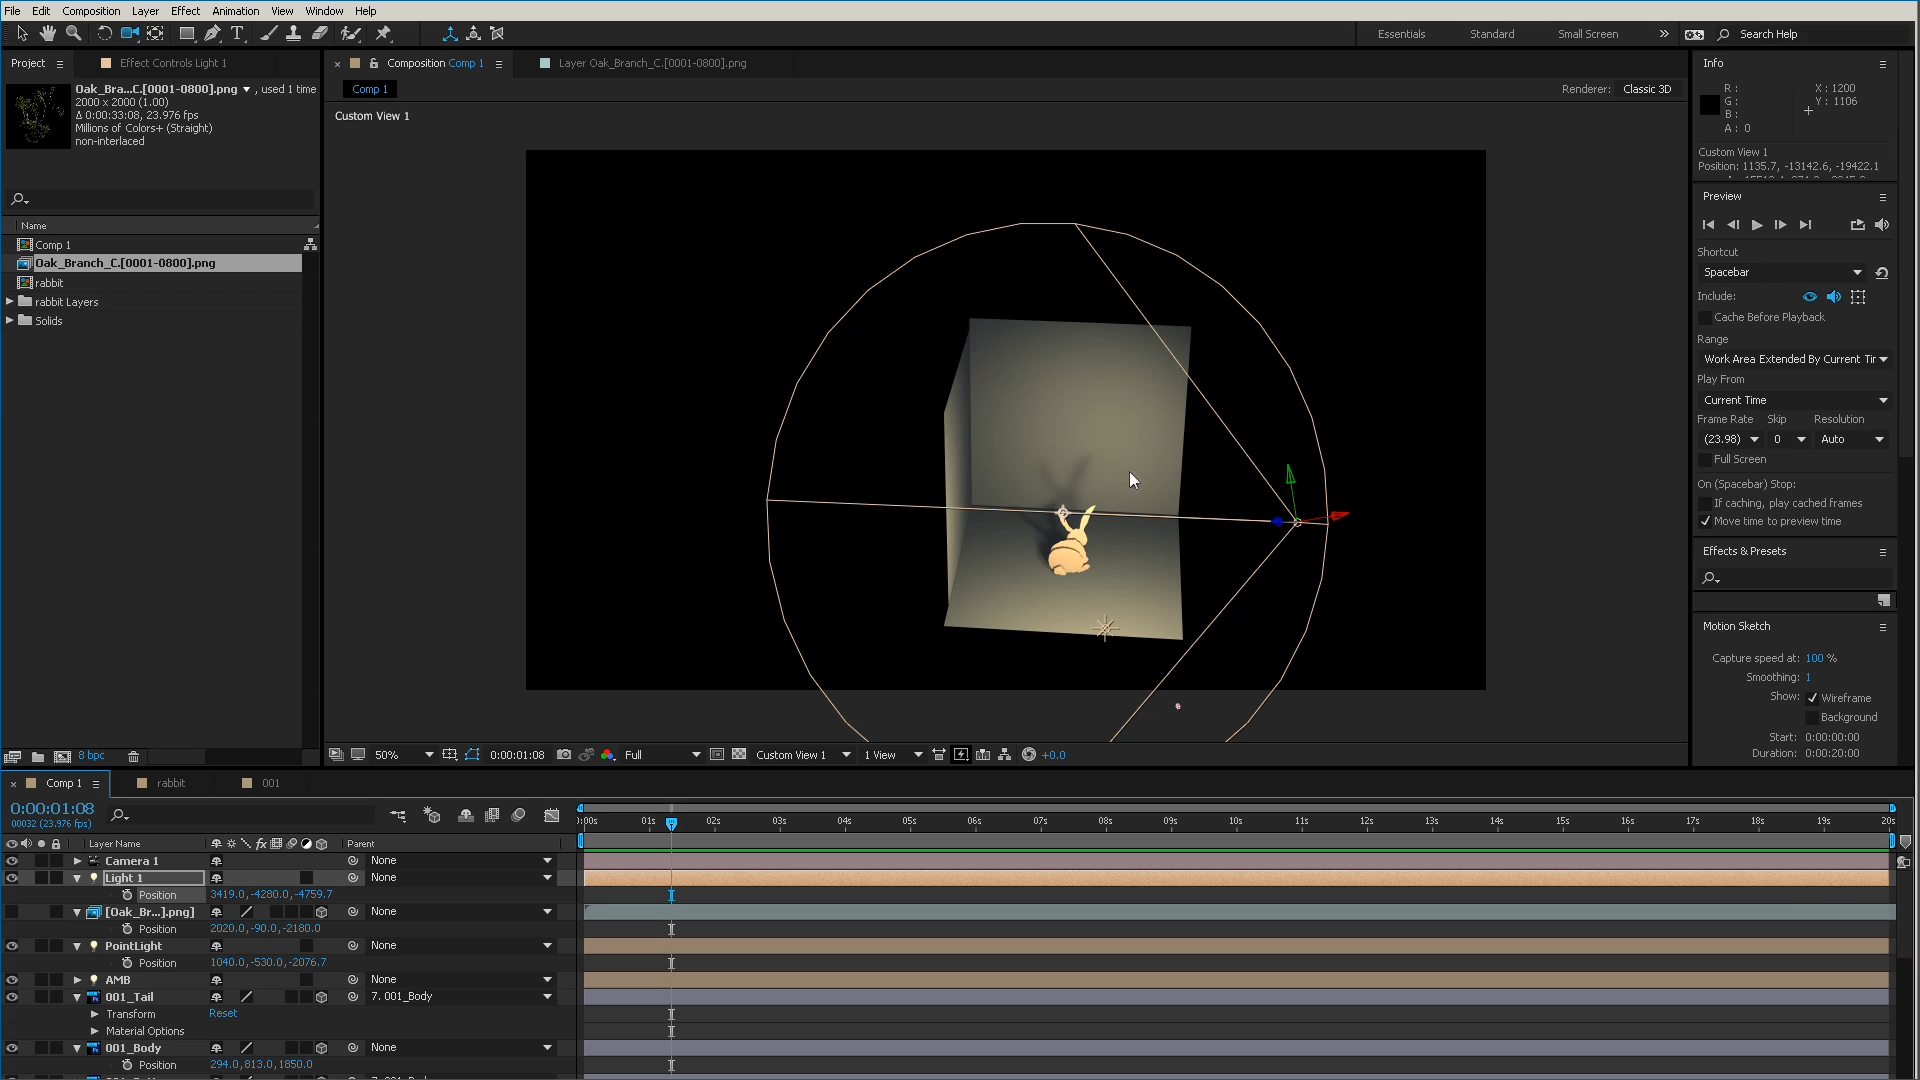 File Edit Composition Layer Effect Animation View Window Help
Essentials Standard Small Screen Search Help
Project Effect Controls Light 1
Composition Comp 1 Layer Oak_Branch_C.[0001-0800].png
Info
Oak_Bra...C.[0001-0800].png , used 1 time
2000 x 2000 (1.00)
Δ 0:00:33:08, 23.976 fps
Millions of Colors+ (Straight)
non-interlaced
Comp 1
Renderer: Classic 3D
Custom View 1
R :
G :
B :
A : 0
X : 1200
Y : 1106
Custom View 1
Position: 1135.7, -13142.6, -19422.1
Name
Comp 1
Oak_Branch_C.[0001-0800].png
rabbit
rabbit Layers
Solids
8 bpc
Preview
Shortcut
Spacebar
Include:
Cache Before Playback
Range
Work Area Extended By Current Tir
Play From
Current Time
Frame Rate Skip Resolution
(23.98) 0 Auto
Full Screen
On (Spacebar) Stop:
If caching, play cached frames
Move time to preview time
Effects & Presets
Motion Sketch
Capture speed at: 100 %
Smoothing: 1
Show: Wireframe
Background
Start: 0:00:00:00
Duration: 0:00:20:00
50% 0:00:01:08 Full Custom View 1 1 View +0.0
Comp 1 rabbit 001
0:00:01:08
00032 (23.976 fps)
):00s 01s 02s 03s 04s 05s 06s 07s 08s 09s 10s 11s 12s 13s 14s 15s 16s 17s 18s 19s 20s
Layer Name fx Parent
Camera 1 None
Light 1 None
Position 3419.0,-4280.0,-4759.7
[Oak_Br...].png] None
Position 2020.0,-90.0,-2180.0
PointLight None
Position 1040.0,-530.0,-2076.7
AMB None
001_Tail 7. 001_Body
Transform Reset
Material Options
001_Body None
Position 294.0,813.0,1850.0